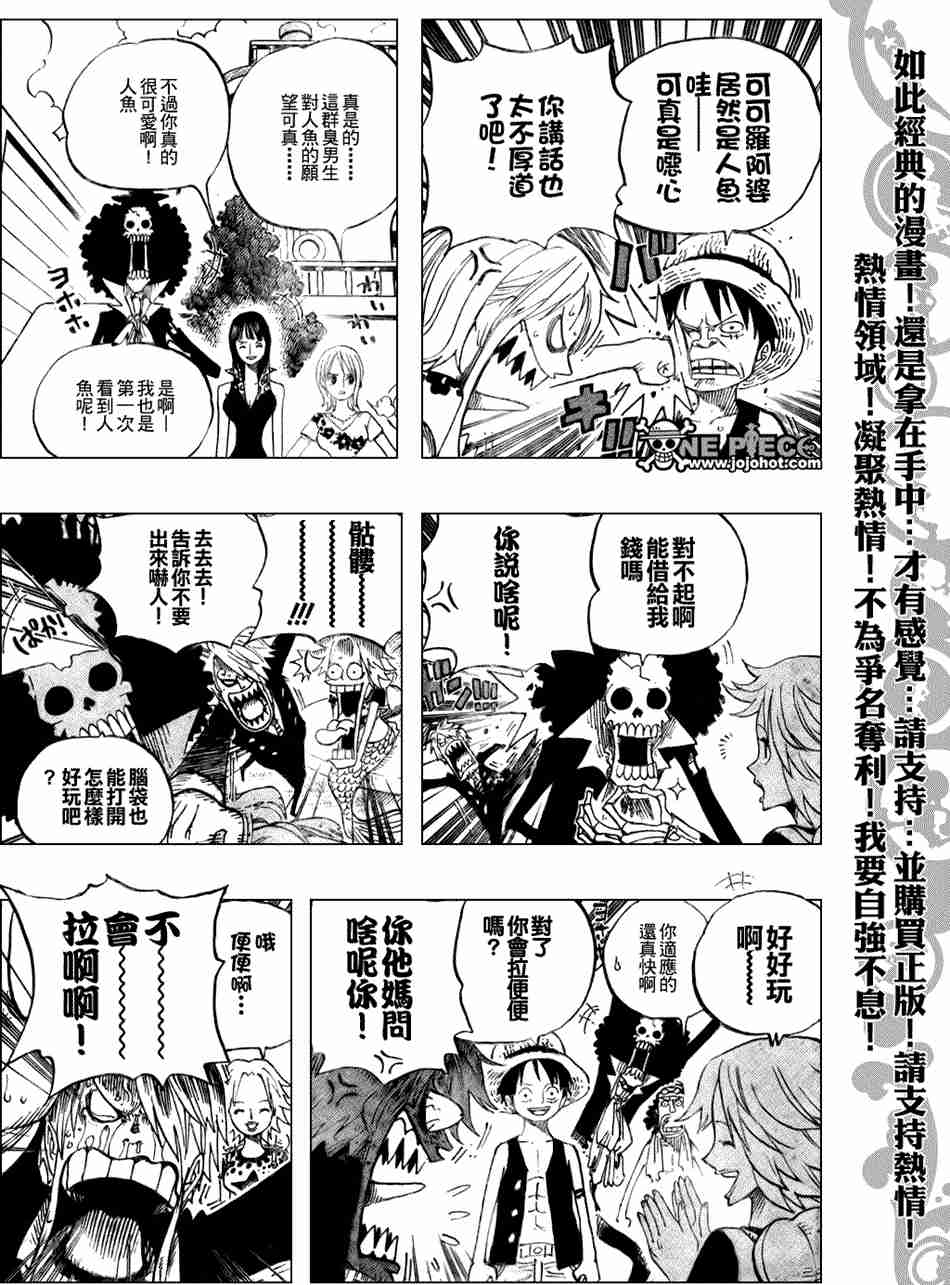 如此經典的漫畫！還是拿在手中…才有感覺…請支持…並購買正版！請支持熱情！
熱情領域！凝聚熱情！不為爭名奪利！我要自強不息！
可可羅阿婆
居然是人魚
哇——
可真是噁心
你講話也
太不厚道
了吧！
キ!!
ONE PIECE
www.jojohot.com
真是的……
這群臭男生
對人魚的願
望可真……
不過你真的
很可愛啊！
人魚
ヨホホホ
是啊—
我也是
第一次
看到人
魚呢！
對不起啊
能借給我
錢嗎
你說啥呢！
骷髏～～～～!!!
去去去！
告訴你不要
出來嚇人！
ぱかっ!
腦袋也
能打開
怎麼樣
好玩吧
？
好好玩
啊～～
你適應的
還真快啊
對了
你會拉便便
嗎？
你他媽問
啥呢你！
哦
便便啊…
不～～～～
會～～～～
拉啊啊！